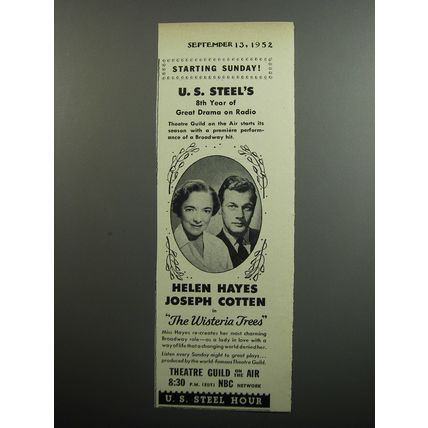 SEPTEMBER 13, 1952
STARTING SUNDAY!
U. S. STEEL'S
8th Year of
Great Drama on Radio
Theatre Guild on the Air starts its
season with a première perform-
ance of a Broadway hit.
HELEN HAYES
JOSEPH COTTEN
in
"The Wisteria Trees"
Miss Hayes re-creates her most charming
Broadway role—as a lady in love with a
way of life that a changing world denied her.
Listen every Sunday night to great plays...
produced by the world-famous Theatre Guild.
THEATRE GUILD ON THE AIR
8:30 P.M. (EDT) NBC NETWORK
U. S. STEEL HOUR